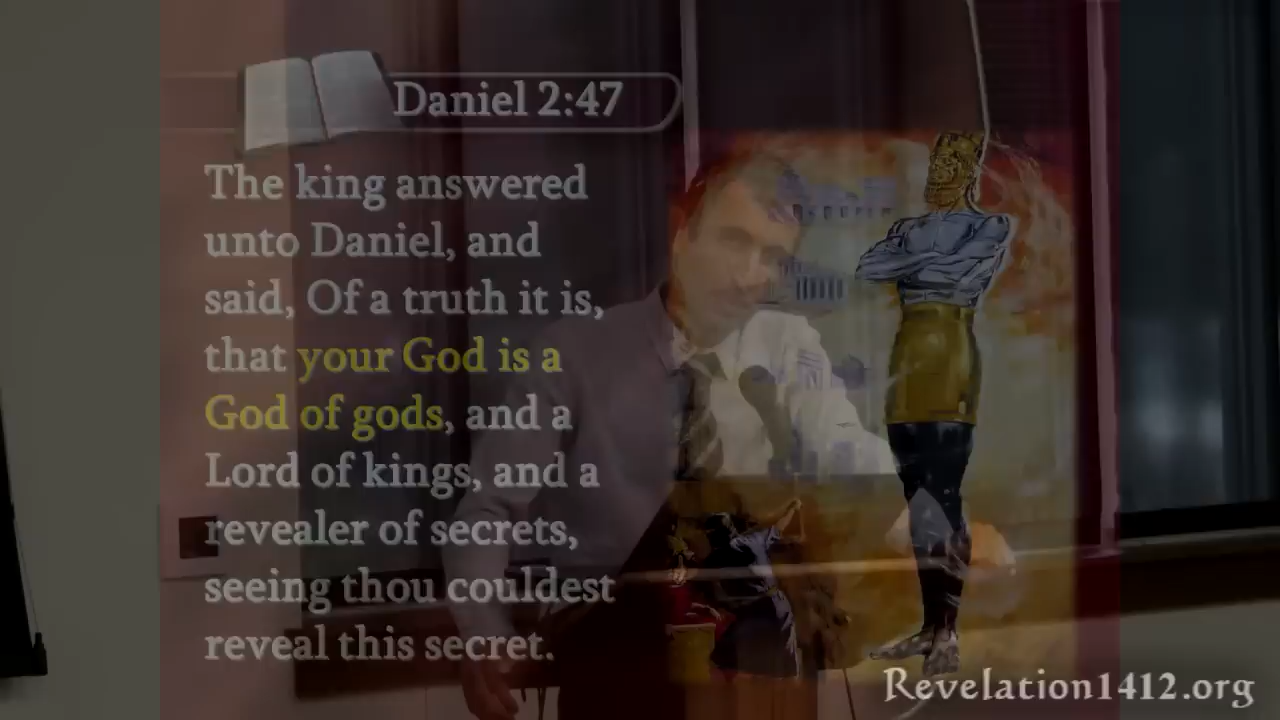 Daniel 2:47
The king answered
unto Daniel, and
said, Of a truth it is,
that your God is a
God of gods, and a
Lord of kings, and a
revealer of secrets,
seeing thou couldest
reveal this secret.
Revelation1412.org